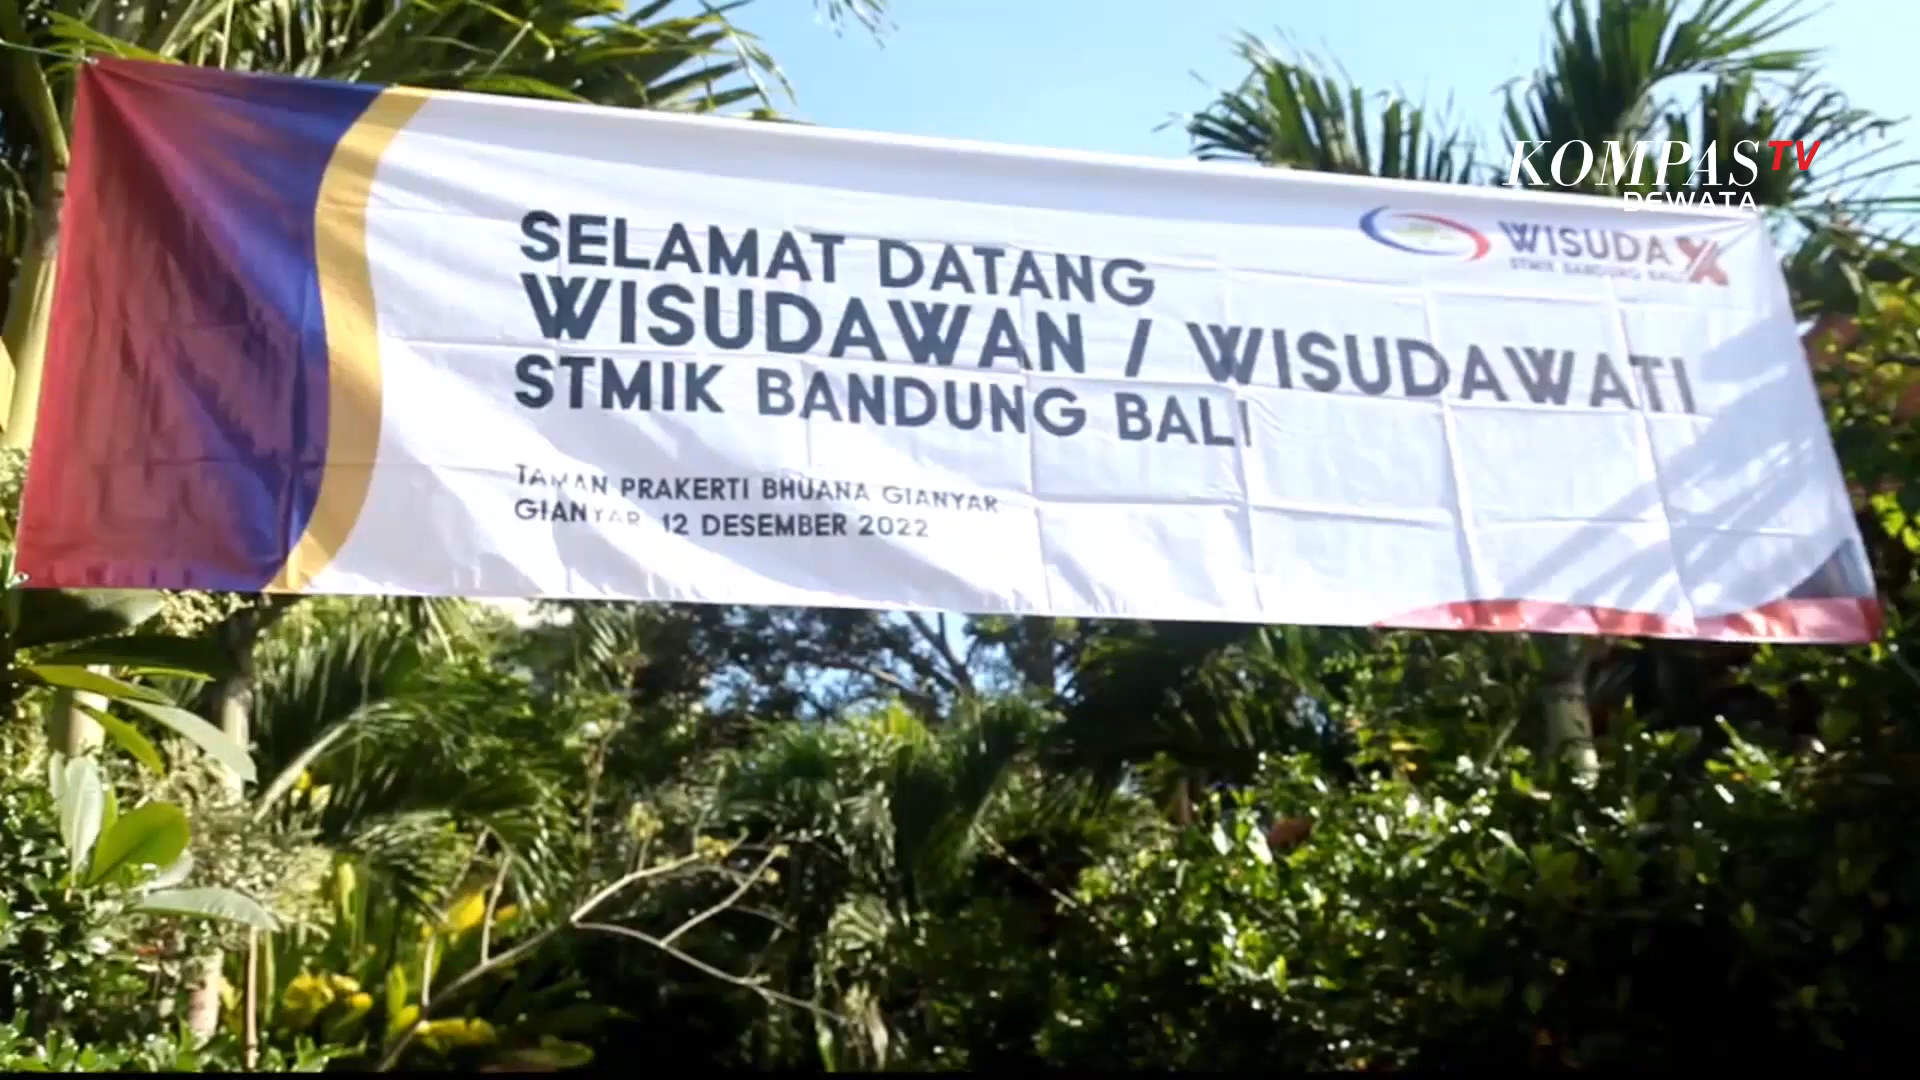 KOMPAS TV
DEWATA
WISUDA X
STMIK BANDUNG BALI
SELAMAT DATANG
WISUDAWAN / WISUDAWATI
STMIK BANDUNG BALI
TAMAN PRAKERTI BHUANA GIANYAR
GIANYAR, 12 DESEMBER 2022